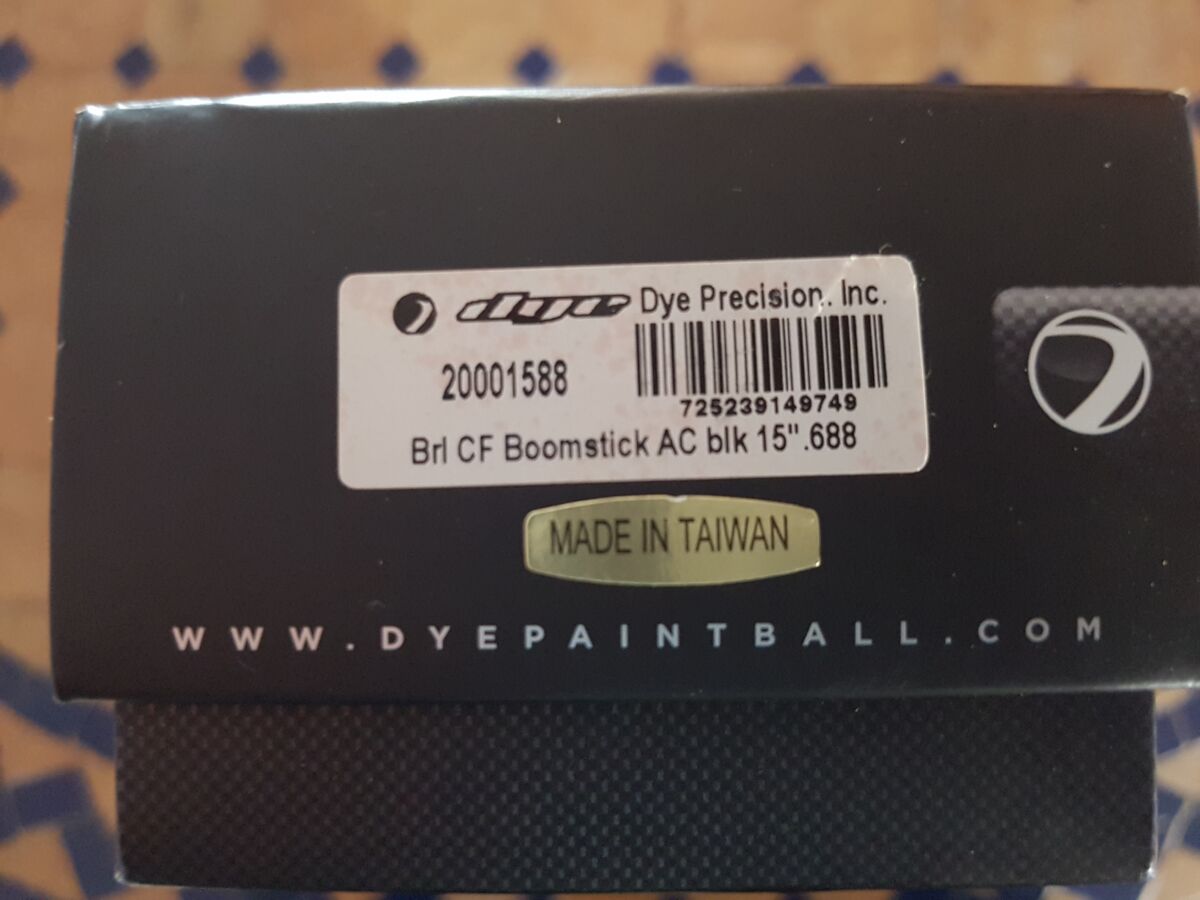 dye Dye Precision, Inc.
20001588
725239149749
Brl CF Boomstick AC blk 15".688
MADE IN TAIWAN
WWW.DYEPAINTBALL.COM